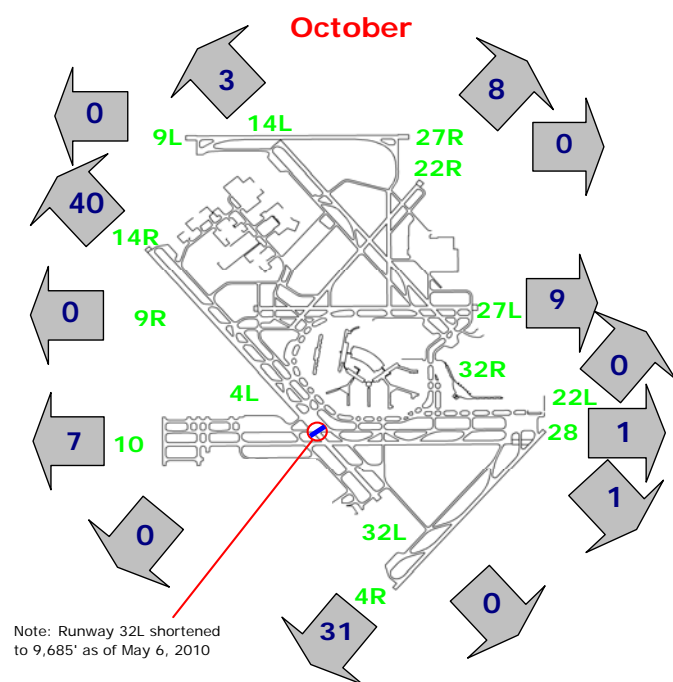 October
3
8
0
0
14L
9L
27R
22R
40
14R
0
9R
27L
9
32R
0
4L
22L
7
10
28
1
1
0
32L
4R
0
31
Note: Runway 32L shortened
to 9,685' as of May 6, 2010